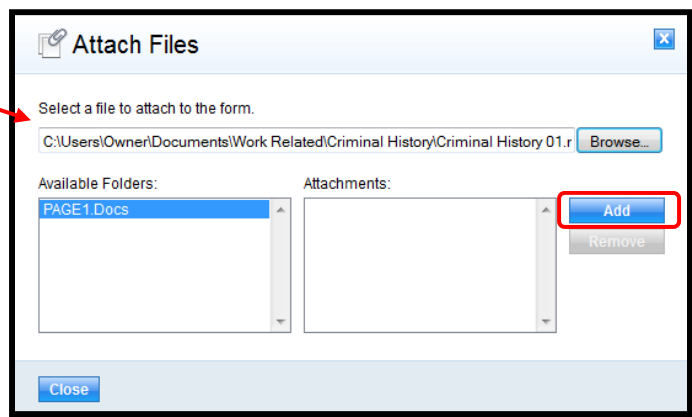 Attach Files
Select a file to attach to the form.
C:\Users\Owner\Documents\Work Related\Criminal History\Criminal History 01.r Browse...
Available Folders: Attachments:
PAGE1.Docs Add
Remove
Close